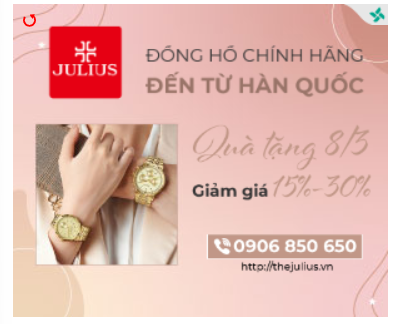 JULIUS
ĐỒNG HỒ CHÍNH HÃNG
ĐẾN TỪ HÀN QUỐC
Quà tặng 8/3
Giảm giá 15%-30%
0906 850 650
http://thejulius.vn